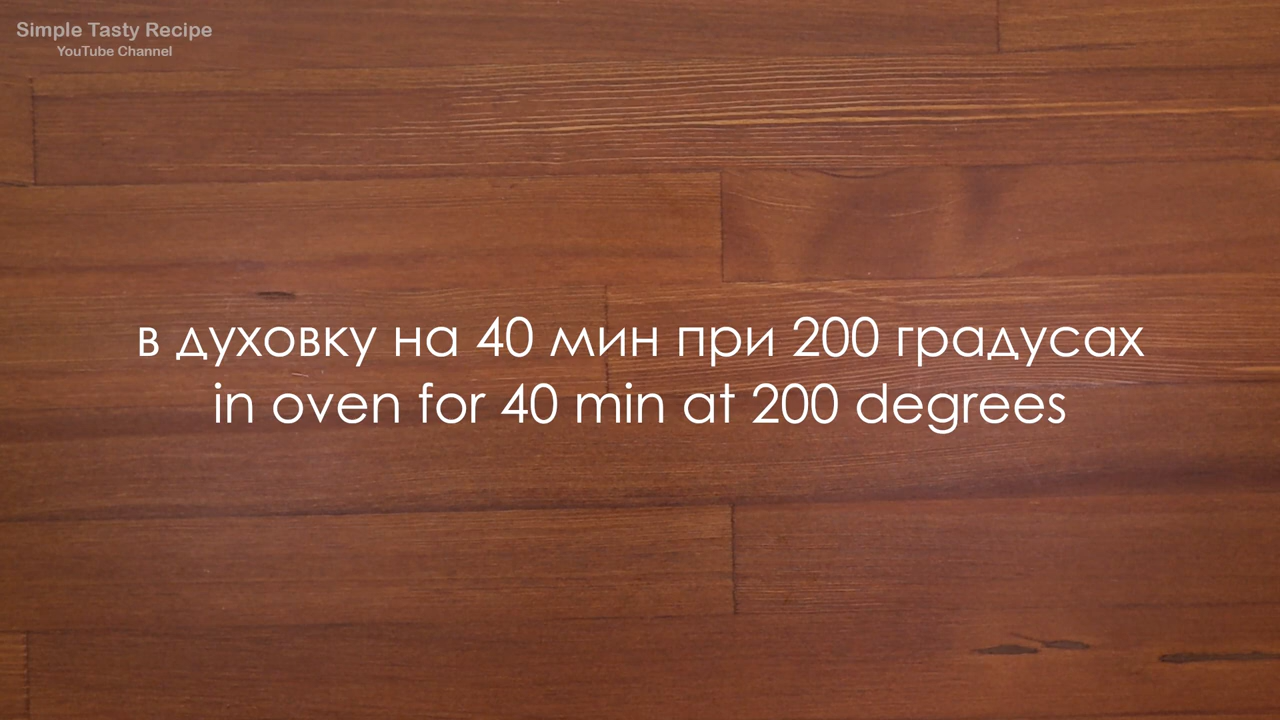 Simple Tasty Recipe
YouTube Channel
в духовку на 40 мин при 200 градусах
in oven for 40 min at 200 degrees